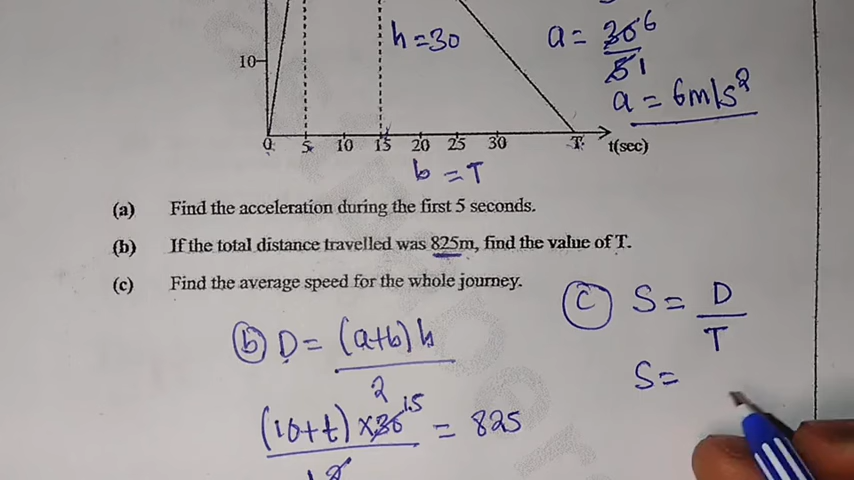 10
h = 30
a = 30 6
5 1
a = 6m/s²
0 5 10 15 20 25 30 T t(sec)
b = T
(a) Find the acceleration during the first 5 seconds.
(b) If the total distance travelled was 825m, find the value of T.
(c) Find the average speed for the whole journey.
(c) S = D
T
S =
(b) D = (a+b) h
2
(10+t) ×30 15 = 825
12